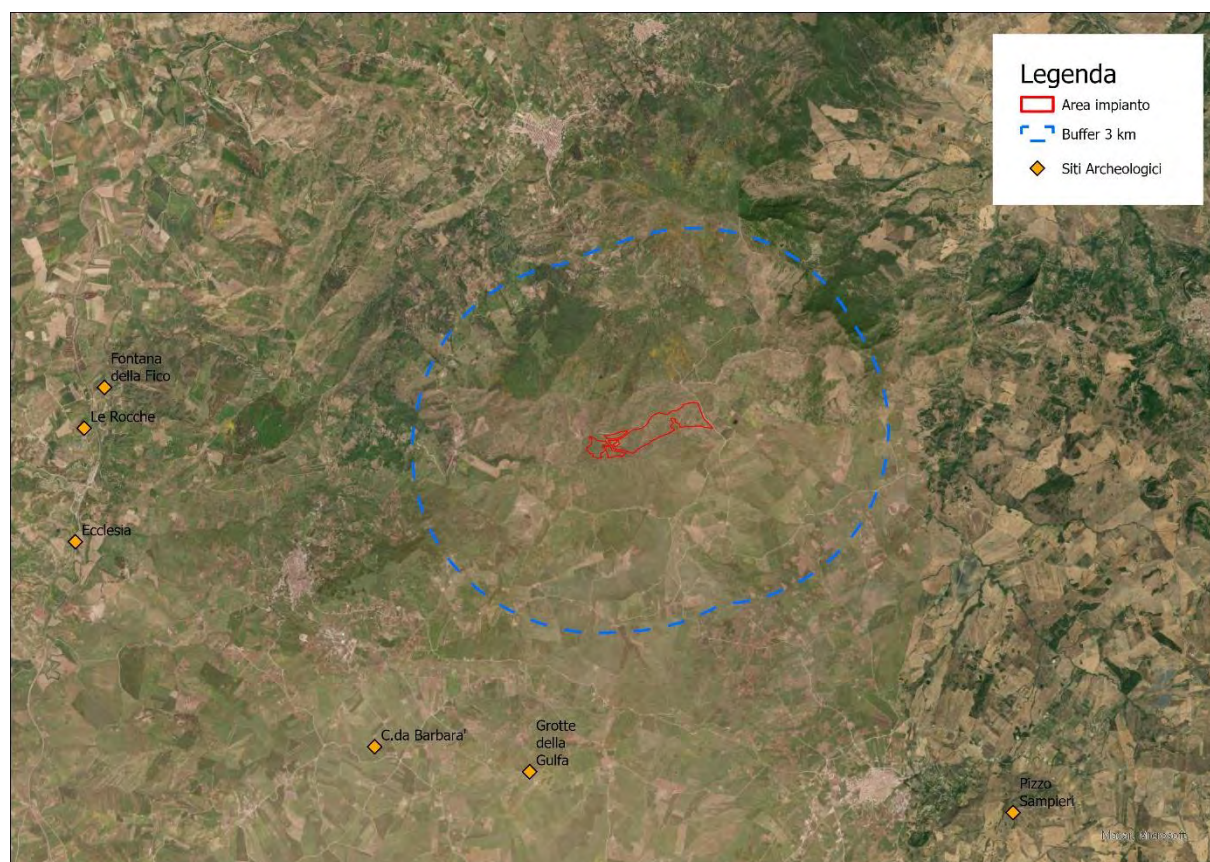 Legenda
Area impianto
Buffer 3 km
Siti Archeologici
Fontana
della Fico
Le Rocche
Ecclesia
C.da Barbara'
Grotte
della
Gulfa
Pizzo
Sampieri
Microsoft